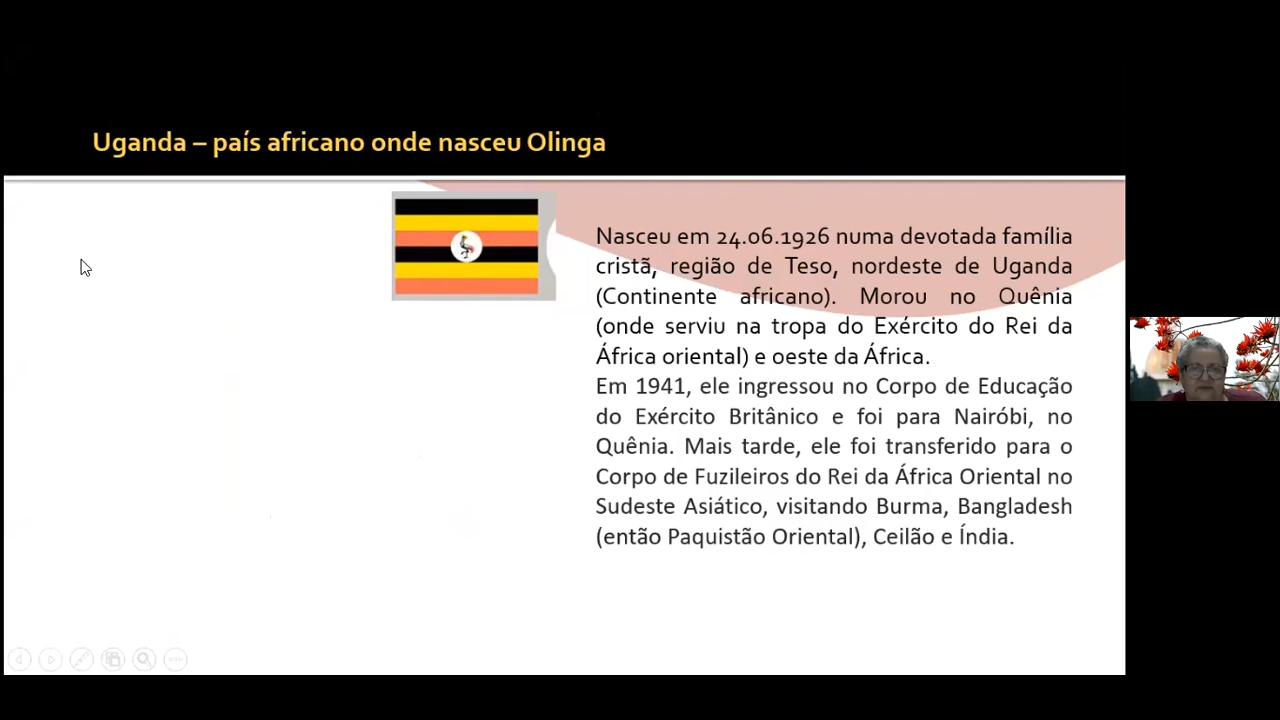 Uganda – país africano onde nasceu Olinga
Nasceu em 24.06.1926 numa devotada família
cristã, região de Teso, nordeste de Uganda
(Continente africano). Morou no Quênia
(onde serviu na tropa do Exército do Rei da
África oriental) e oeste da África.
Em 1941, ele ingressou no Corpo de Educação
do Exército Britânico e foi para Nairóbi, no
Quênia. Mais tarde, ele foi transferido para o
Corpo de Fuzileiros do Rei da África Oriental no
Sudeste Asiático, visitando Burma, Bangladesh
(então Paquistão Oriental), Ceilão e Índia.